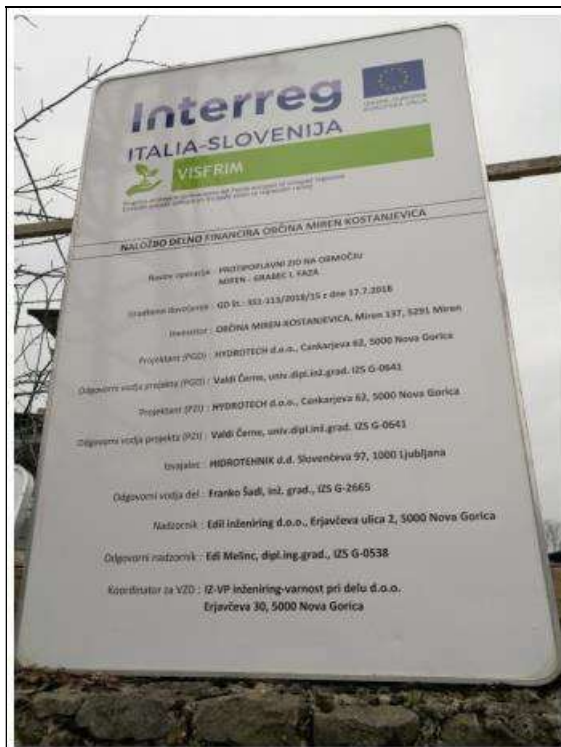 Interreg
ITALIA-SLOVENIJA
VISFRIM
NALOŽBO DELNO FINANCIRA OBČINA MIREN KOSTANJEVICA
Naziv operacije : PROTIPOPLAVNI ZID NA OBMOČJU
MIREN - GRABEC I. FAZA
Gradbeno dovoljenje : GD št.: 351-113/2018/15 z dne 17.7.2018
Investitor : OBČINA MIREN-KOSTANJEVICA, Miren 137, 5291 Miren
Projektant (PGD) : HYDROTECH d.o.o., Cankarjeva 62, 5000 Nova Gorica
Odgovorni vodja projekta (PGD) : Valdi Černe, univ.dipl.inž.grad. IZS G-0641
Projektant (PZI) : HYDROTECH d.o.o., Cankarjeva 62, 5000 Nova Gorica
Odgovorni vodja projekta (PZI) : Valdi Černe, univ.dipl.inž.grad. IZS G-0641
Izvajalec : HIDROTEHNIK d.d. Slovenčeva 97, 1000 Ljubljana
Odgovorni vodja del : Franko Šadl, inž. grad., IZS G-2665
Nadzornik : Edil inženiring d.o.o., Erjavčeva ulica 2, 5000 Nova Gorica
Odgovorni nadzornik : Edi Mešinc, dipl.ing.grad., IZS G-0538
Koordinator za VZD : IZ-VP inženiring-varnost pri delu d.o.o.
Erjavčeva 30, 5000 Nova Gorica